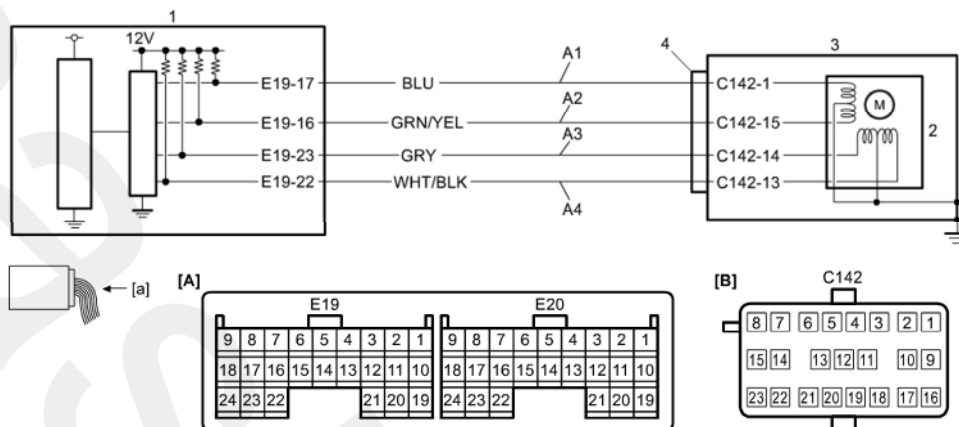 1
12V
A1
4
3
E19-17 BLU C142-1
A2
M
E19-16 GRN/YEL C142-15
2
A3
E19-23 GRY C142-14
E19-22 WHT/BLK C142-13
A4
[a]
[A]
E19 E20
9 8 7 6 5 4 3 2 1 9 8 7 6 5 4 3 2 1
18 17 16 15 14 13 12 11 10 18 17 16 15 14 13 12 11 10
24 23 22 21 20 19 24 23 22 21 20 19
[B]
C142
8 7 6 5 4 3 2 1
15 14 13 12 11 10 9
23 22 21 20 19 18 17 16